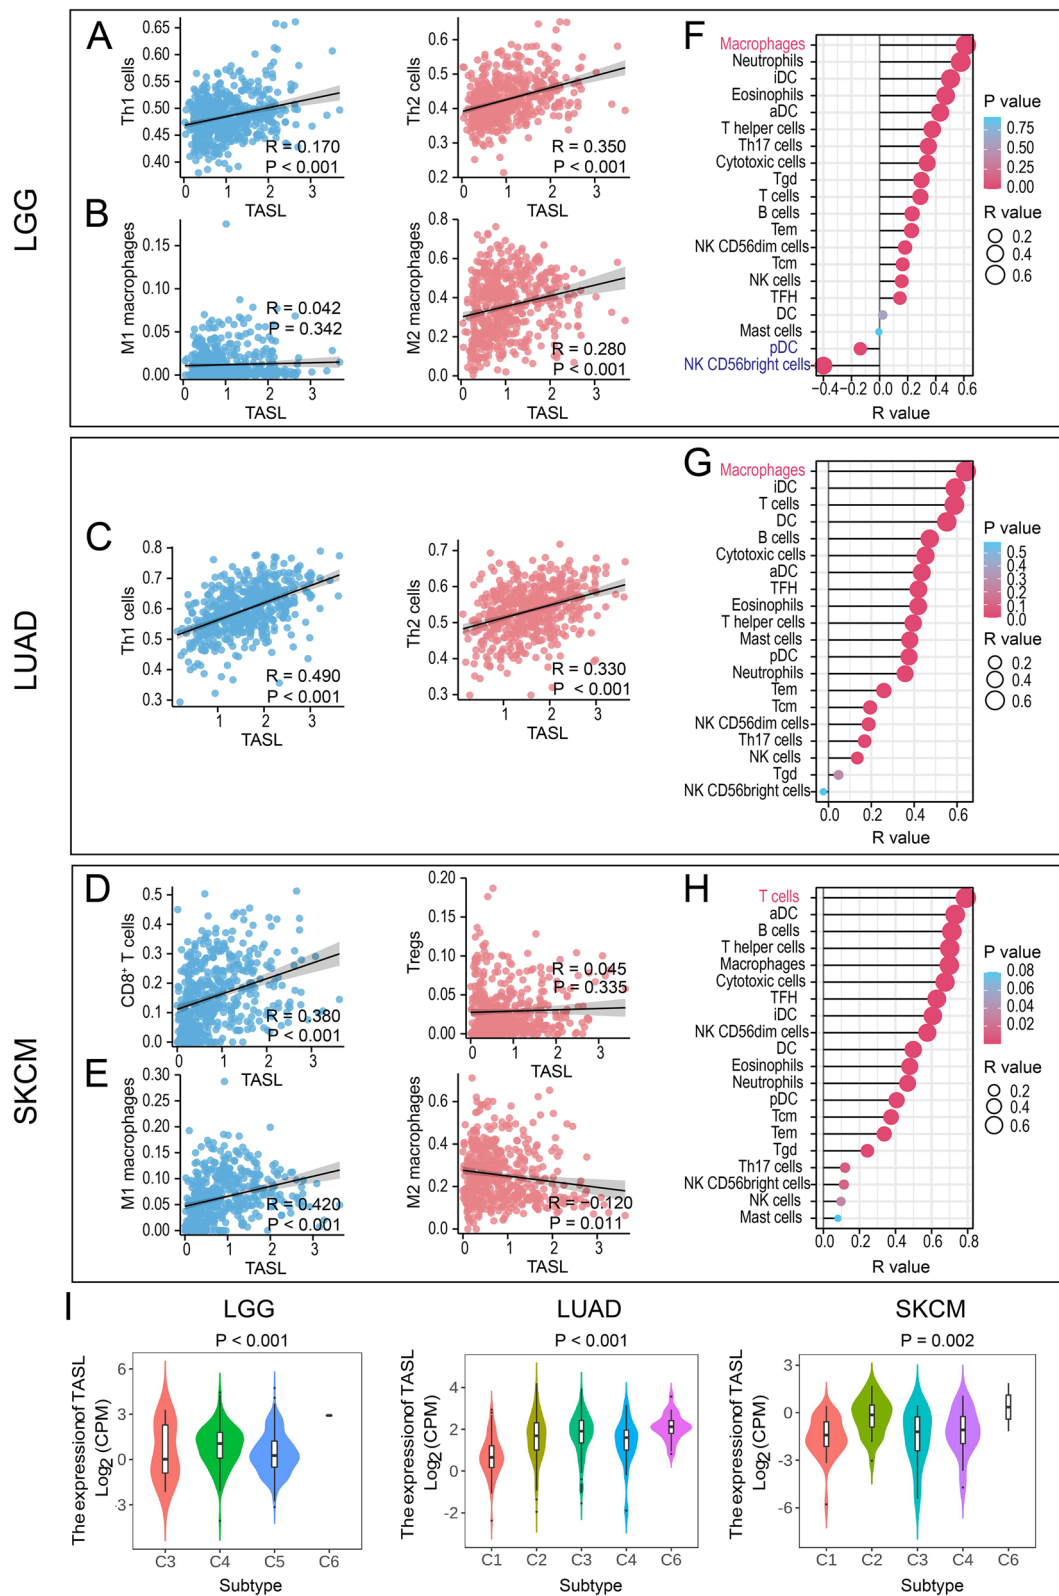 LGG
A
Th1 cells
0.65
0.60
0.55
0.50
0.45
0.40
R = 0.170
P < 0.001
0 1 2 3
TASL
Th2 cells
0.6
0.5
0.4
0.3
0.2
R = 0.350
P < 0.001
0 1 2 3
TASL
B
M1 macrophages
0.15
0.10
0.05
0.00
R = 0.042
P = 0.342
0 1 2 3
TASL
M2 macrophages
0.8
0.6
0.4
0.2
0.0
R = 0.280
P < 0.001
0 1 2 3
TASL
F
Macrophages
Neutrophils
iDC
Eosinophils
aDC
T helper cells
Th17 cells
Cytotoxic cells
Tgd
T cells
B cells
Tem
NK CD56dim cells
Tcm
NK cells
TFH
DC
Mast cells
pDC
NK CD56bright cells
−0.4 −0.2 0.0 0.2 0.4 0.6
R value
P value
0.75
0.50
0.25
0.00
R value
0.2
0.4
0.6
LUAD
C
Th1 cells
0.8
0.7
0.6
0.5
0.4
0.3
R = 0.490
P < 0.001
1 2 3
TASL
Th2 cells
0.7
0.6
0.5
0.4
0.3
R = 0.330
P < 0.001
1 2 3
TASL
G
Macrophages
iDC
T cells
DC
B cells
Cytotoxic cells
aDC
TFH
Eosinophils
T helper cells
Mast cells
pDC
Neutrophils
Tem
Tcm
NK CD56dim cells
Th17 cells
NK cells
Tgd
NK CD56bright cells
0.0 0.2 0.4 0.6
R value
P value
0.5
0.4
0.3
0.2
0.1
0.0
R value
0.2
0.4
0.6
SKCM
D
CD8⁺ T cells
0.5
0.4
0.3
0.2
0.1
0.0
R = 0.380
P < 0.001
0 1 2 3
TASL
Tregs
0.20
0.15
0.10
0.05
0.00
R = 0.045
P = 0.335
0 1 2 3
TASL
E
M1 macrophages
0.30
0.25
0.20
0.15
0.10
0.05
0.00
R = 0.420
P < 0.001
0 1 2 3
TASL
M2 macrophages
0.6
0.4
0.2
0.0
R = −0.120
P = 0.011
0 1 2 3
TASL
H
T cells
aDC
B cells
T helper cells
Macrophages
Cytotoxic cells
TFH
iDC
NK CD56dim cells
DC
Eosinophils
Neutrophils
pDC
Tcm
Tem
Tgd
Th17 cells
NK CD56bright cells
NK cells
Mast cells
0.0 0.2 0.4 0.6 0.8
R value
P value
0.08
0.06
0.04
0.02
R value
0.2
0.4
0.6
I
LGG
P < 0.001
The expression of TASL
Log₂ (CPM)
6
3
0
-3
C3 C4 C5 C6
Subtype
LUAD
P < 0.001
The expression of TASL
Log₂ (CPM)
4
2
0
-2
C1 C2 C3 C4 C6
Subtype
SKCM
P = 0.002
The expression of TASL
Log₂ (CPM)
3
0
-3
-6
C1 C2 C3 C4 C6
Subtype